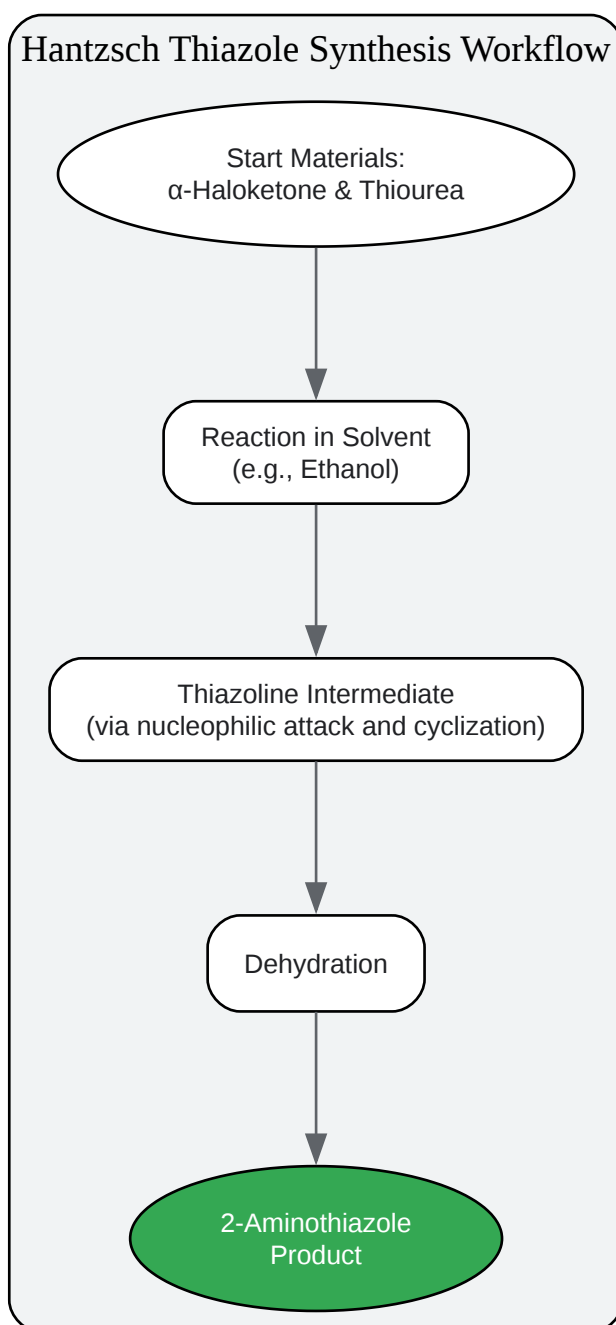 Hantzsch Thiazole Synthesis Workflow
Start Materials:
α-Haloketone & Thiourea
Reaction in Solvent
(e.g., Ethanol)
Thiazoline Intermediate
(via nucleophilic attack and cyclization)
Dehydration
2-Aminothiazole
Product